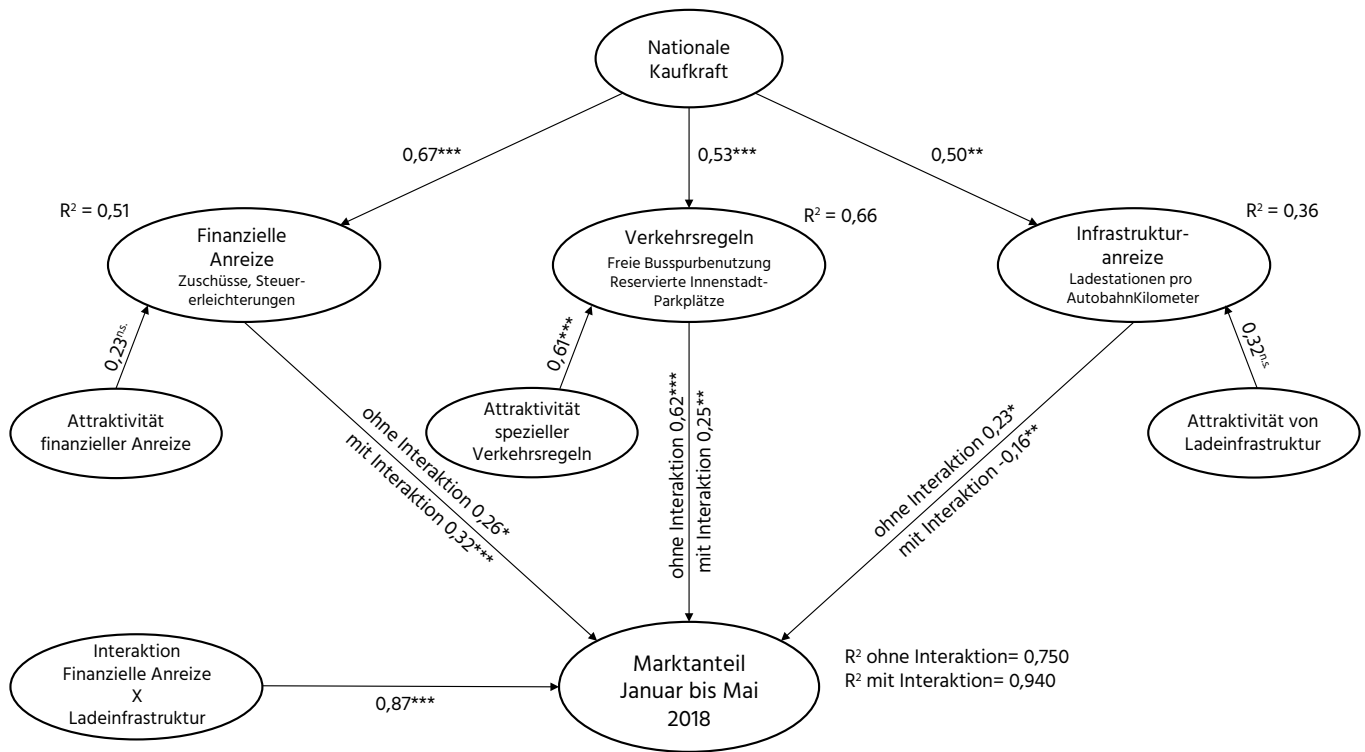 Nationale
Kaufkraft
0,67***
0,53***
0,50**
R² = 0,51
Finanzielle
Anreize
Zuschüsse, Steuer-
erleichterungen
Verkehrsregeln
Freie Busspurbenutzung
Reservierte Innenstadt-
Parkplätze
R² = 0,66
Infrastruktur-
anreize
Ladestationen pro
AutobahnKilometer
R² = 0,36
0,23n.s.
0,61***
0,32n.s.
Attraktivität
finanzieller Anreize
Attraktivität
spezieller
Verkehrsregeln
Attraktivität von
Ladeinfrastruktur
ohne Interaktion 0,26*
mit Interaktion 0,32***
ohne Interaktion 0,62***
mit Interaktion 0,25**
ohne Interaktion 0,23*
mit Interaktion -0,16**
Interaktion
Finanzielle Anreize
X
Ladeinfrastruktur
0,87***
Marktanteil
Januar bis Mai
2018
R² ohne Interaktion= 0,750
R² mit Interaktion= 0,940